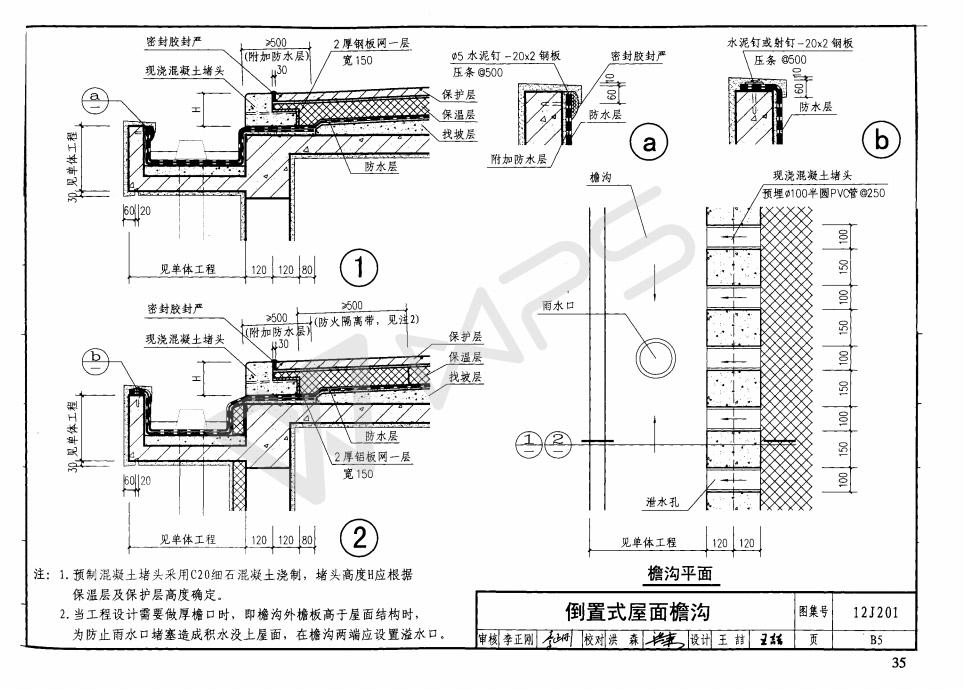 密封胶封严
≥500
(附加防水层)
30
2厚钢板网一层
宽150
现浇混凝土堵头
保护层
保温层
找坡层
防水层
a
H
30 见单体工程
60 20
见单体工程 120 120 80
1
ø5水泥钉-20x2钢板
压条@500
密封胶封严
60 10
防水层
附加防水层
a
水泥钉或射钉-20x2钢板
压条@500
60 10
防水层
b
密封胶封严
≥500
(防火隔离带，见注2)
≥500
(附加防水层)
30
现浇混凝土堵头
保护层
保温层
找坡层
防水层
2厚铝板网一层
宽150
b
H
30 见单体工程
60 20
见单体工程 120 120 80
2
檐沟
现浇混凝土堵头
预埋ø100半圆PVC管@250
雨水口
100
150
100
150
100
150
100
150
100
1 2
泄水孔
见单体工程 120 120
檐沟平面
注：1.预制混凝土堵头采用C20细石混凝土浇制，堵头高度H应根据
保温层及保护层高度确定。
2.当工程设计需要做厚檐口时，即檐沟外檐板高于屋面结构时，
为防止雨水口堵塞造成积水没上屋面，在檐沟两端应设置溢水口。
倒置式屋面檐沟 图集号 12J201
审核 李正刚 校对 洪森 设计 王喆 页 B5
35